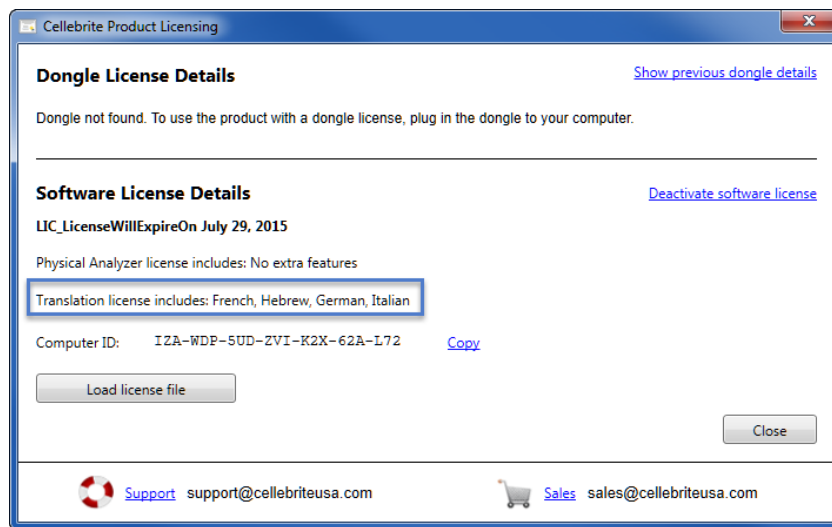 Cellebrite Product Licensing
Dongle License Details
Show previous dongle details
Dongle not found. To use the product with a dongle license, plug in the dongle to your computer.
Software License Details
Deactivate software license
LIC_LicenseWillExpireOn July 29, 2015
Physical Analyzer license includes: No extra features
Translation license includes: French, Hebrew, German, Italian
Computer ID: IZA-WDP-5UD-ZVI-K2X-62A-L72 Copy
Load license file
Close
Support support@cellebriteusa.com
Sales sales@cellebriteusa.com